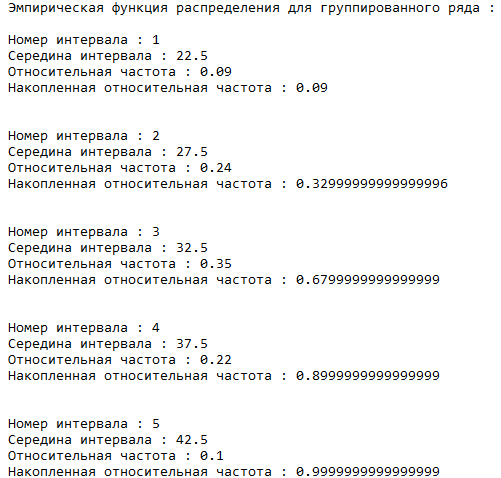 Эмпирическая функция распределения для группированного ряда :
Номер интервала : 1
Середина интервала : 22.5
Относительная частота : 0.09
Накопленная относительная частота : 0.09
Номер интервала : 2
Середина интервала : 27.5
Относительная частота : 0.24
Накопленная относительная частота : 0.32999999999999996
Номер интервала : 3
Середина интервала : 32.5
Относительная частота : 0.35
Накопленная относительная частота : 0.6799999999999999
Номер интервала : 4
Середина интервала : 37.5
Относительная частота : 0.22
Накопленная относительная частота : 0.8999999999999999
Номер интервала : 5
Середина интервала : 42.5
Относительная частота : 0.1
Накопленная относительная частота : 0.9999999999999999